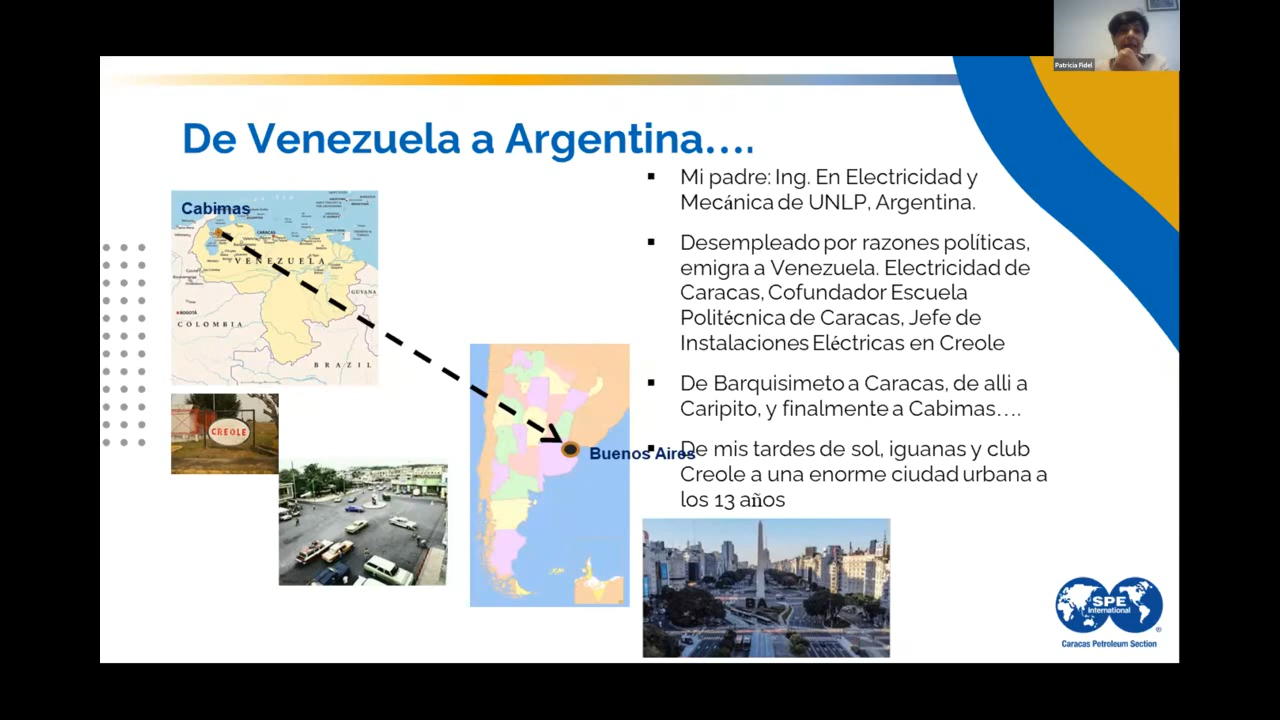 Patricia Fidel
De Venezuela a Argentina....
Mi padre: Ing. En Electricidad y
Mecánica de UNLP, Argentina.
Desempleado por razones políticas,
emigra a Venezuela. Electricidad de
Caracas, Cofundador Escuela
Politécnica de Caracas, Jefe de
Instalaciones Eléctricas en Creole
De Barquisimeto a Caracas, de alli a
Caripito, y finalmente a Cabimas....
De mis tardes de sol, iguanas y club
Creole a una enorme ciudad urbana a
los 13 años
Cabimas
CARACAS
VENEZUELA
GUYANA
BOGOTÁ
COLOMBIA
BRAZIL
CREOLE
Buenos Aires
SPE
International
®
Caracas Petroleum Section